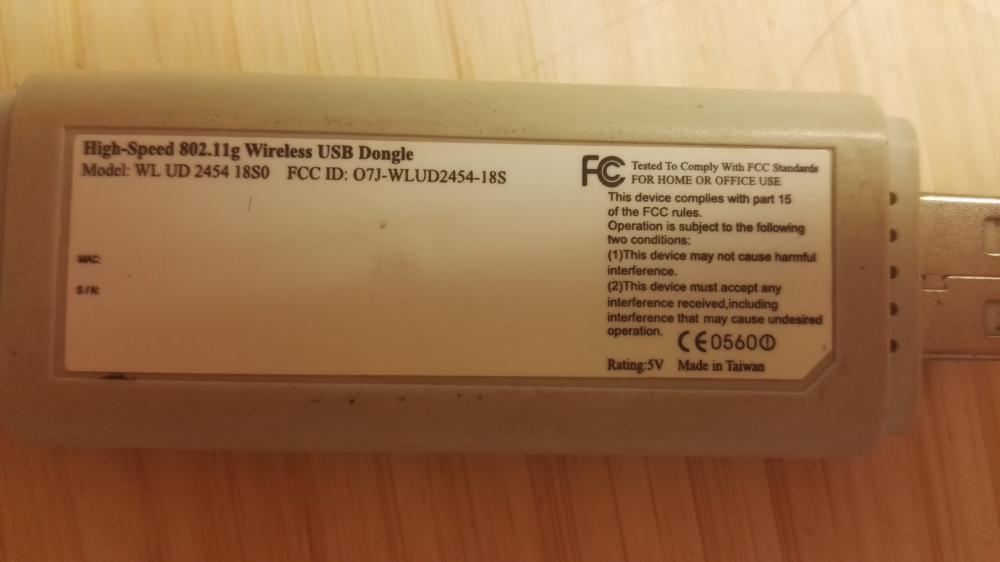 High-Speed 802.11g Wireless USB Dongle
Model: WL UD 2454 18S0 FCC ID: O7J-WLUD2454-18S
MAC:
S/N:
FC Tested To Comply With FCC Standards
FOR HOME OR OFFICE USE
This device complies with part 15
of the FCC rules.
Operation is subject to the following
two conditions:
(1)This device may not cause harmful
interference.
(2)This device must accept any
interference received,including
interference that may cause undesired
operation.
CE0560
Rating:5V Made in Taiwan